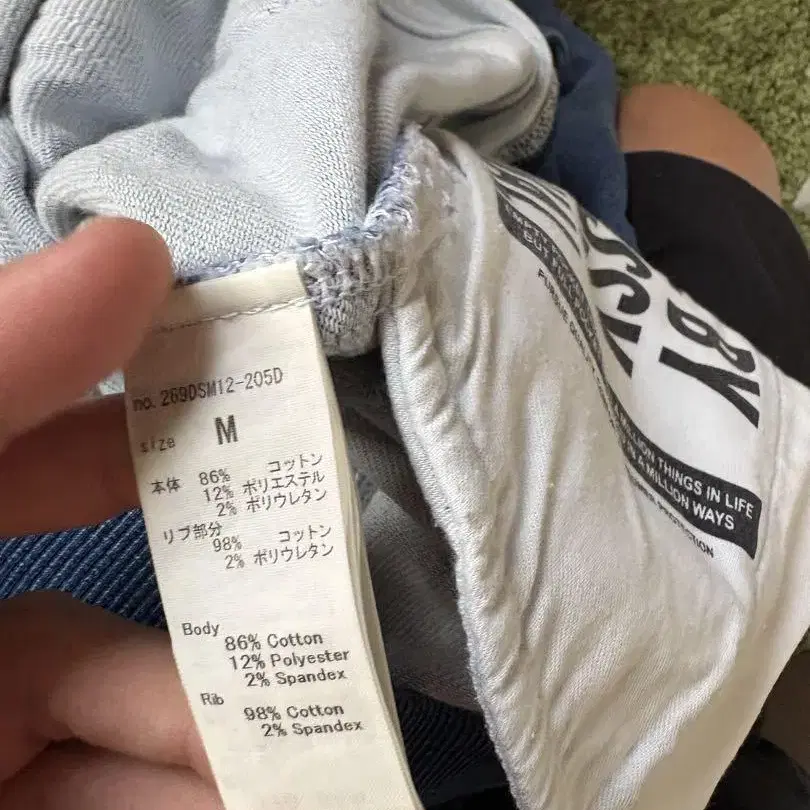 no. 269DSM12-205D
size M
本体 86% コットン
12% ポリエステル
2% ポリウレタン
リブ部分
98% コットン
2% ポリウレタン
Body
86% Cotton
12% Polyester
2% Spandex
Rib
98% Cotton
2% Spandex
BY
MILLION THINGS IN LIFE
IN A MILLION WAYS
PROTECTION